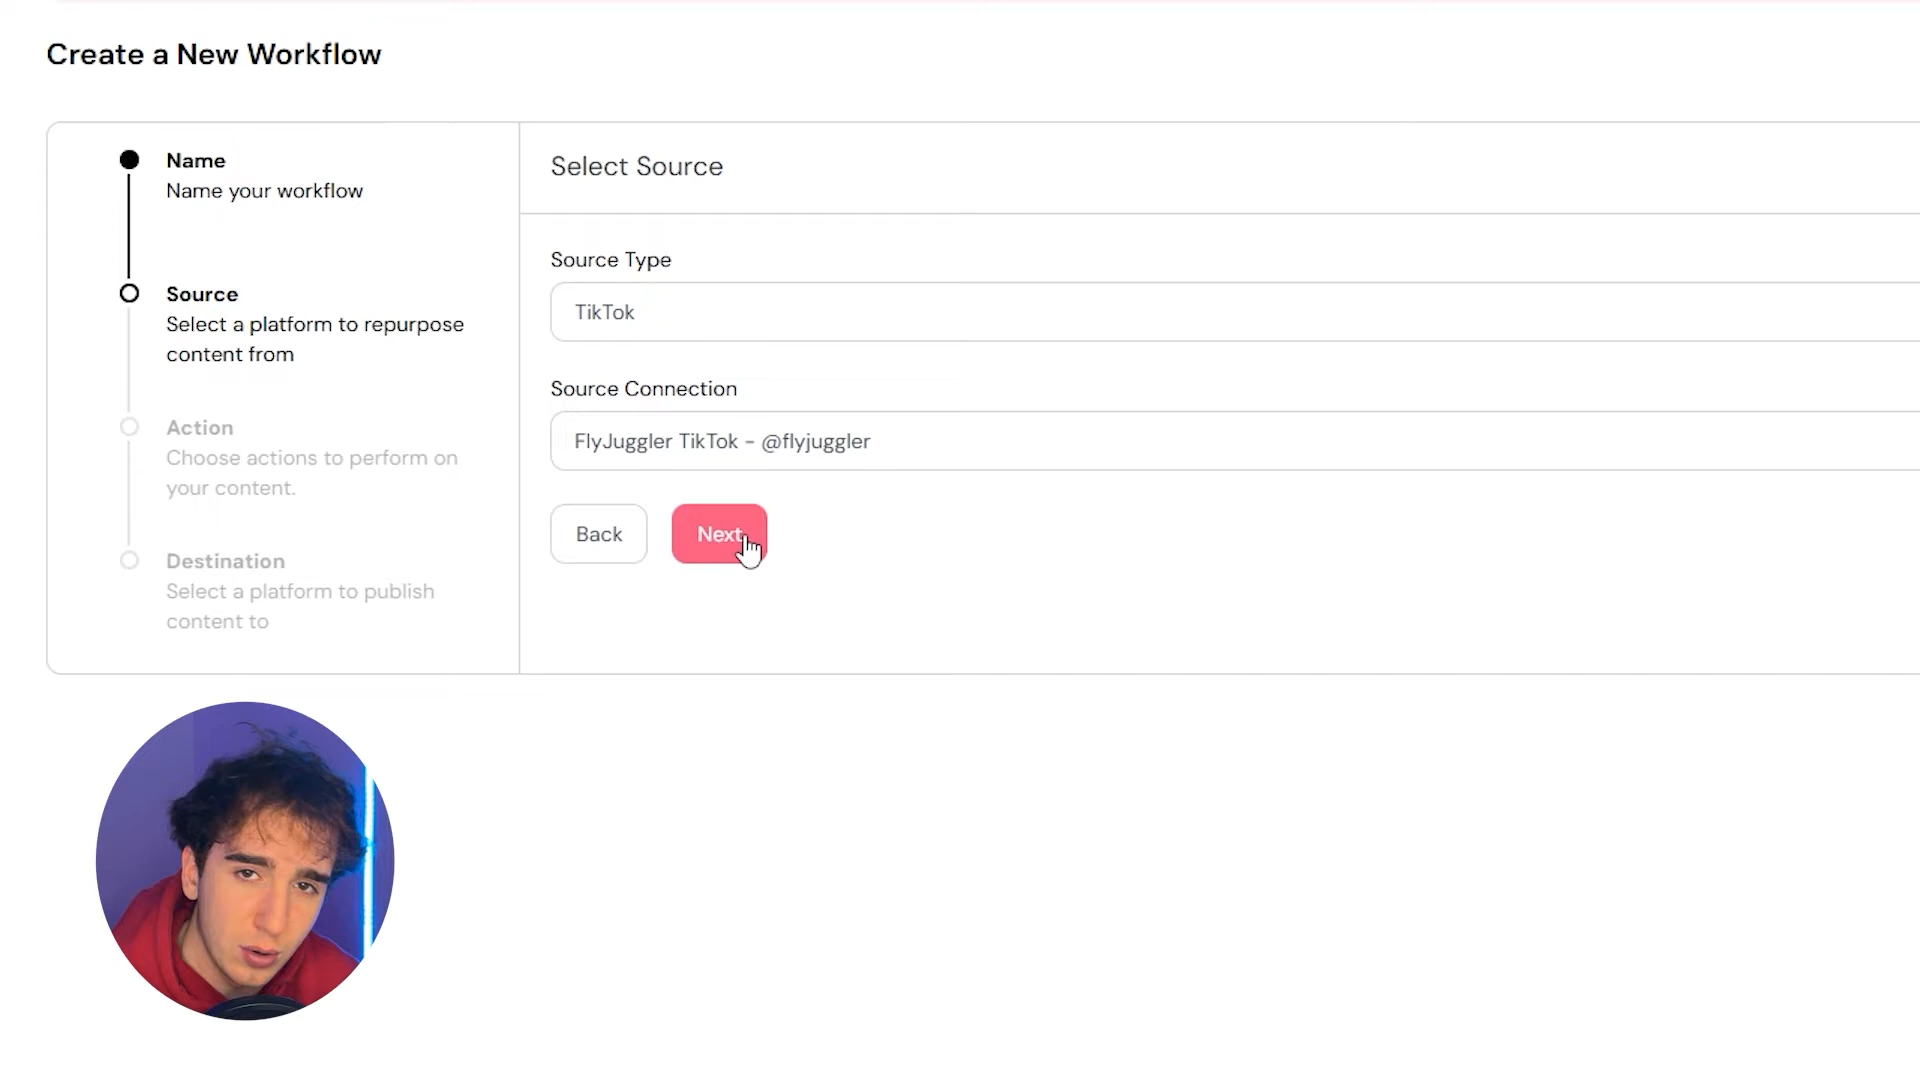 Create a New Workflow
Name
Name your workflow
Source
Select a platform to repurpose
content from
Action
Choose actions to perform on
your content.
Destination
Select a platform to publish
content to
Select Source
Source Type
TikTok
Source Connection
FlyJuggler TikTok - @flyjuggler
Back
Next